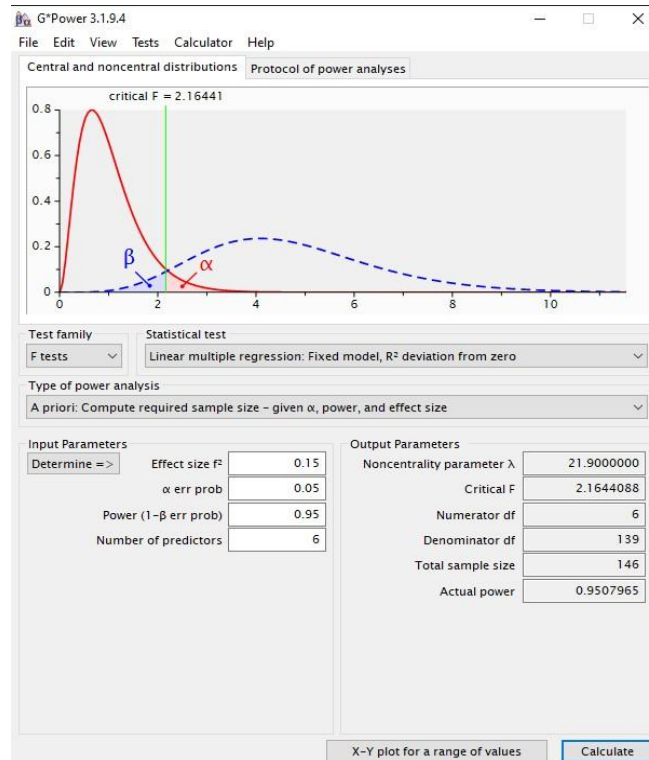 G*Power 3.1.9.4
File Edit View Tests Calculator Help
Central and noncentral distributions Protocol of power analyses
critical F = 2.16441
0.8
0.6
0.4
0.2
0
β
α
0 2 4 6 8 10
Test family Statistical test
F tests Linear multiple regression: Fixed model, R² deviation from zero
Type of power analysis
A priori: Compute required sample size – given α, power, and effect size
Input Parameters
Determine => Effect size f² 0.15
α err prob 0.05
Power (1-β err prob) 0.95
Number of predictors 6
Output Parameters
Noncentrality parameter λ 21.9000000
Critical F 2.1644088
Numerator df 6
Denominator df 139
Total sample size 146
Actual power 0.9507965
X-Y plot for a range of values Calculate